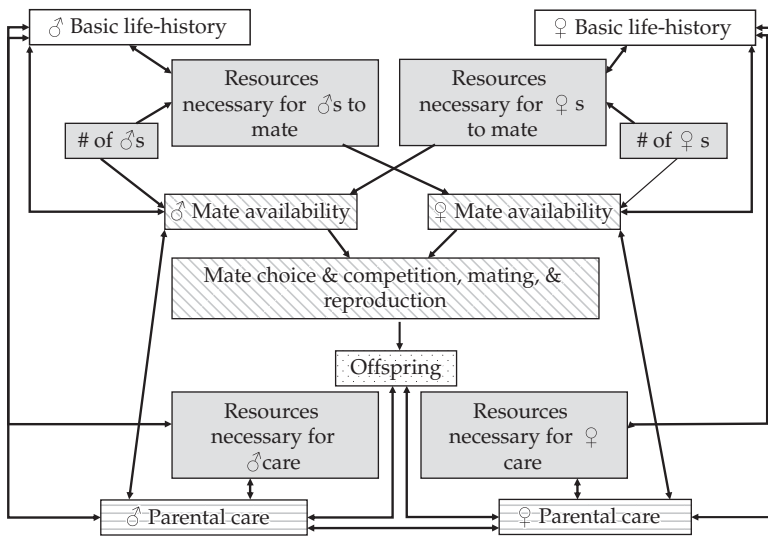 ♂ Basic life-history
♀ Basic life-history
Resources
necessary for ♂s to
mate
Resources
necessary for ♀ s
to mate
# of ♂s
# of ♀ s
♂ Mate availability
♀ Mate availability
Mate choice & competition, mating, &
reproduction
Offspring
Resources
necessary for
♂care
Resources
necessary for ♀
care
♂ Parental care
♀ Parental care